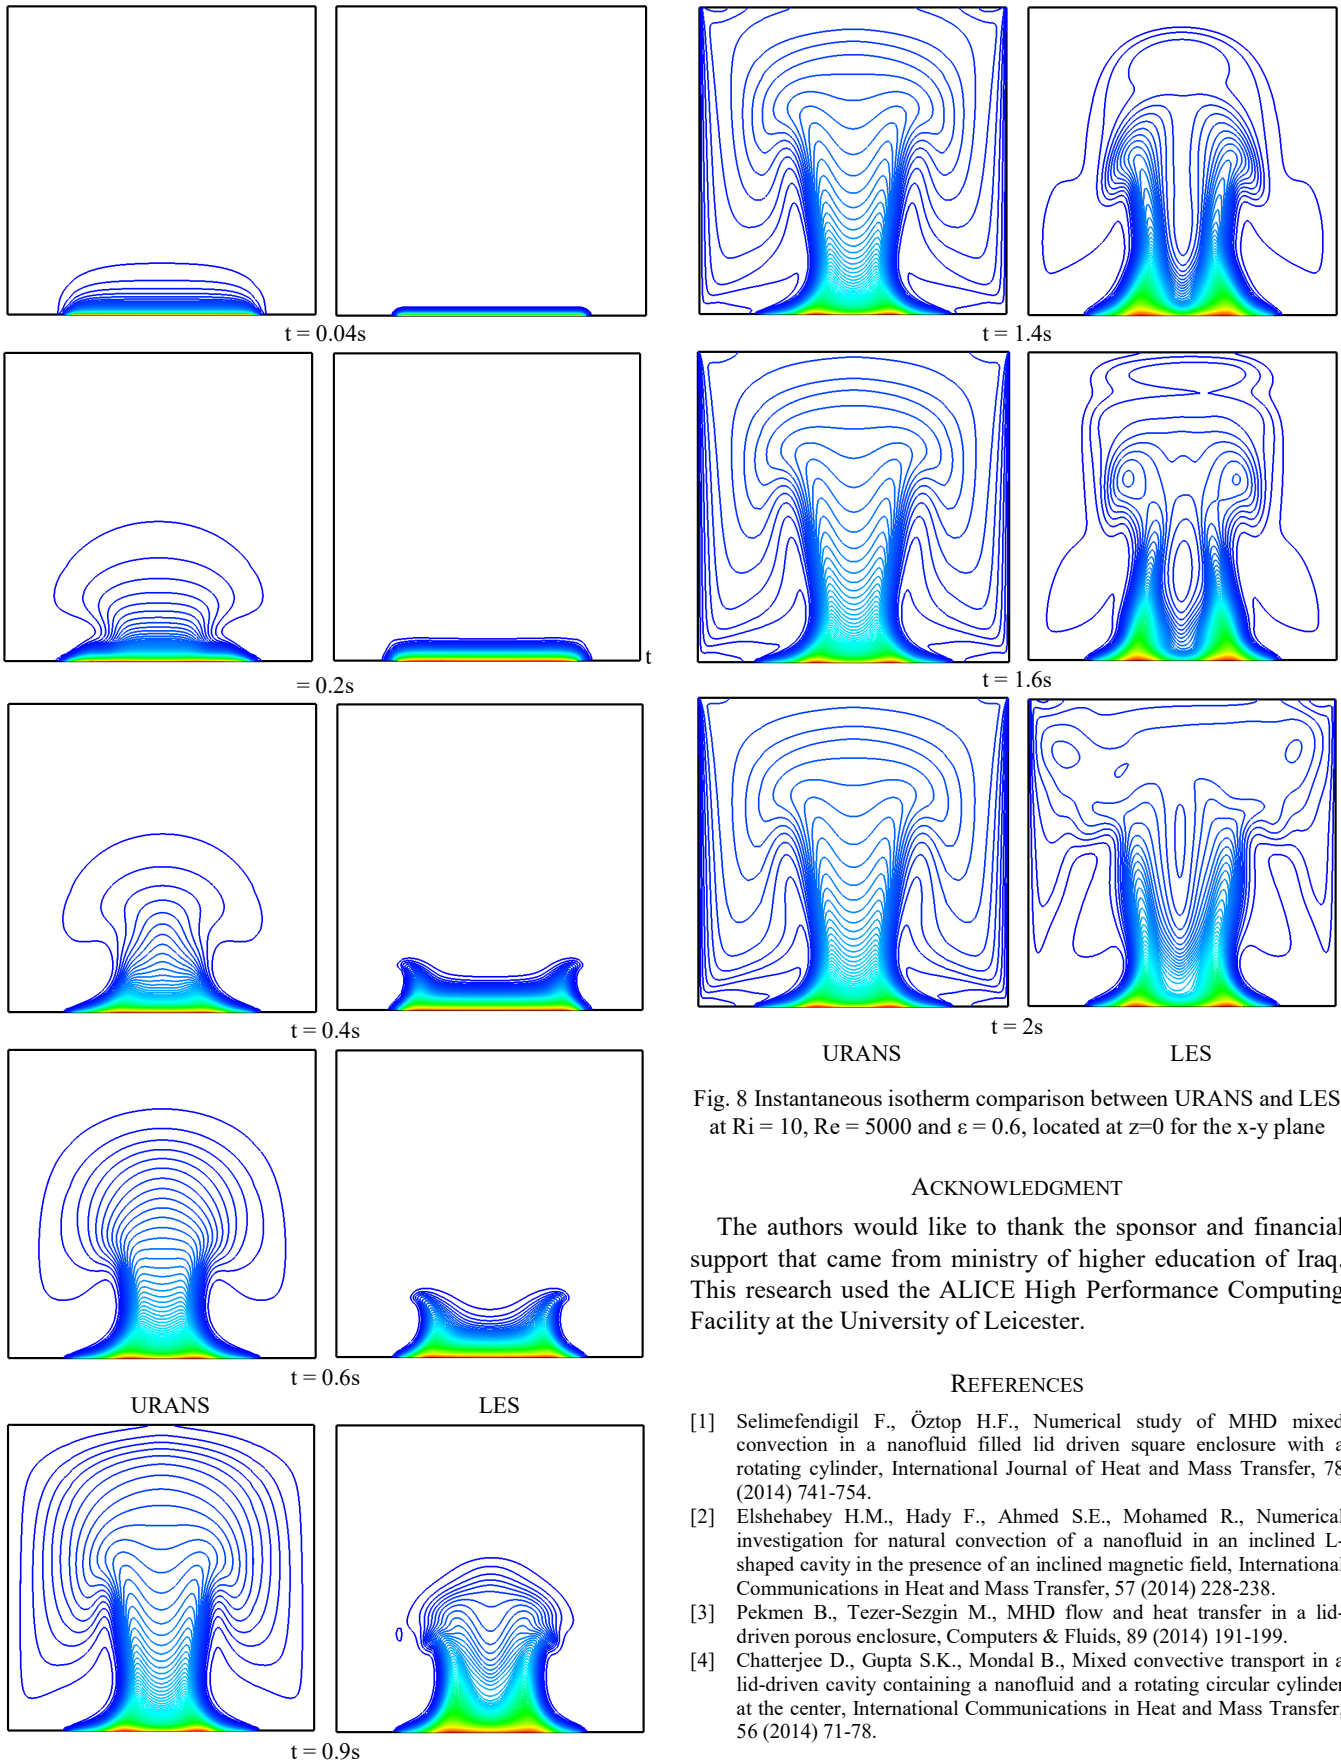 t = 0.04s
t
= 0.2s
t = 0.4s
t = 0.6s
URANS LES
t = 0.9s
t = 1.4s
t = 1.6s
t = 2s
URANS LES
Fig. 8 Instantaneous isotherm comparison between URANS and LES
at Ri = 10, Re = 5000 and ε = 0.6, located at z=0 for the x-y plane
ACKNOWLEDGMENT
The authors would like to thank the sponsor and financial
support that came from ministry of higher education of Iraq.
This research used the ALICE High Performance Computing
Facility at the University of Leicester.
REFERENCES
[1] Selimefendigil F., Öztop H.F., Numerical study of MHD mixed
convection in a nanofluid filled lid driven square enclosure with a
rotating cylinder, International Journal of Heat and Mass Transfer, 78
(2014) 741-754.
[2] Elshehabey H.M., Hady F., Ahmed S.E., Mohamed R., Numerical
investigation for natural convection of a nanofluid in an inclined L-
shaped cavity in the presence of an inclined magnetic field, International
Communications in Heat and Mass Transfer, 57 (2014) 228-238.
[3] Pekmen B., Tezer-Sezgin M., MHD flow and heat transfer in a lid-
driven porous enclosure, Computers & Fluids, 89 (2014) 191-199.
[4] Chatterjee D., Gupta S.K., Mondal B., Mixed convective transport in a
lid-driven cavity containing a nanofluid and a rotating circular cylinder
at the center, International Communications in Heat and Mass Transfer,
56 (2014) 71-78.